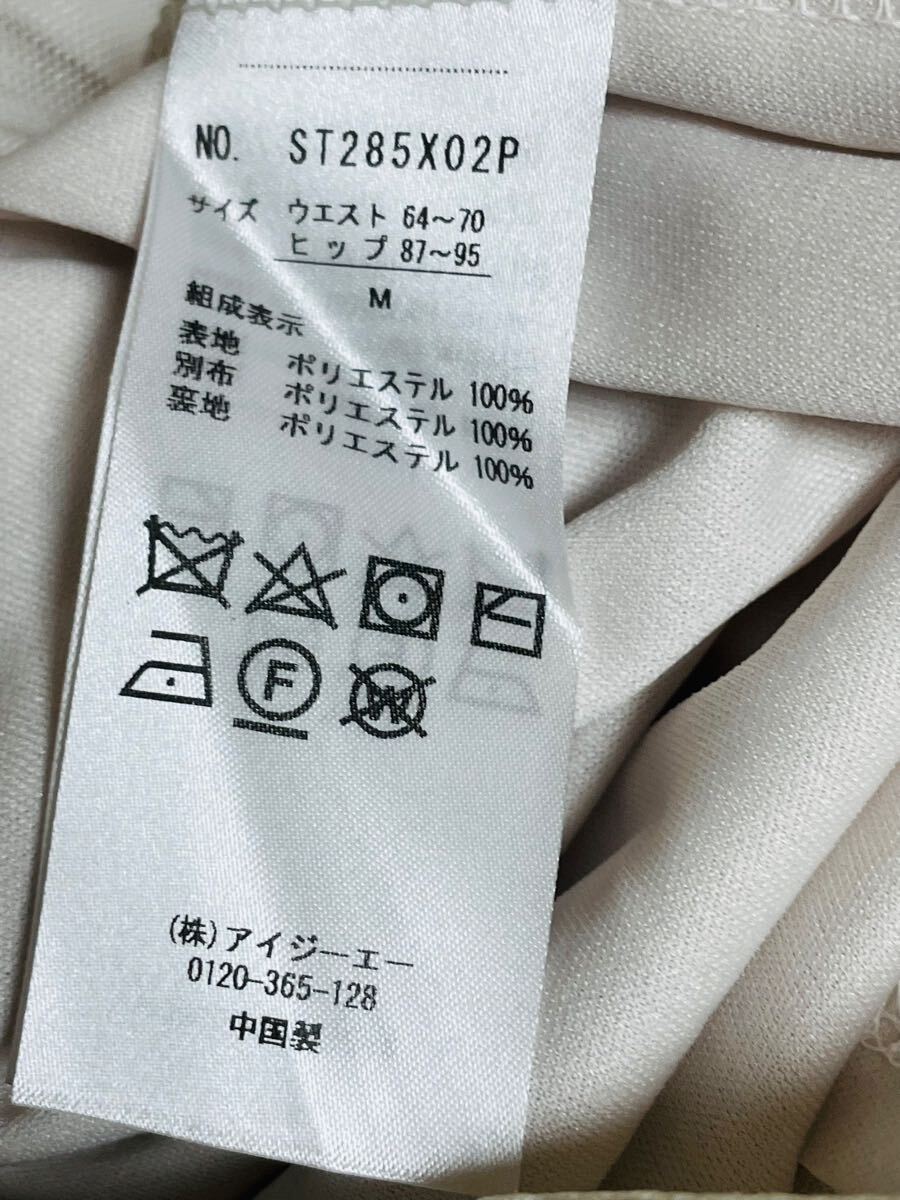 NO. ST285X02P
サイズ ウエスト 64〜70
ヒップ 87〜95
M
組成表示
表地 ポリエステル 100%
別布 ポリエステル 100%
裏地 ポリエステル 100%
F
W
(株)アイジーエー
0120-365-128
中国製